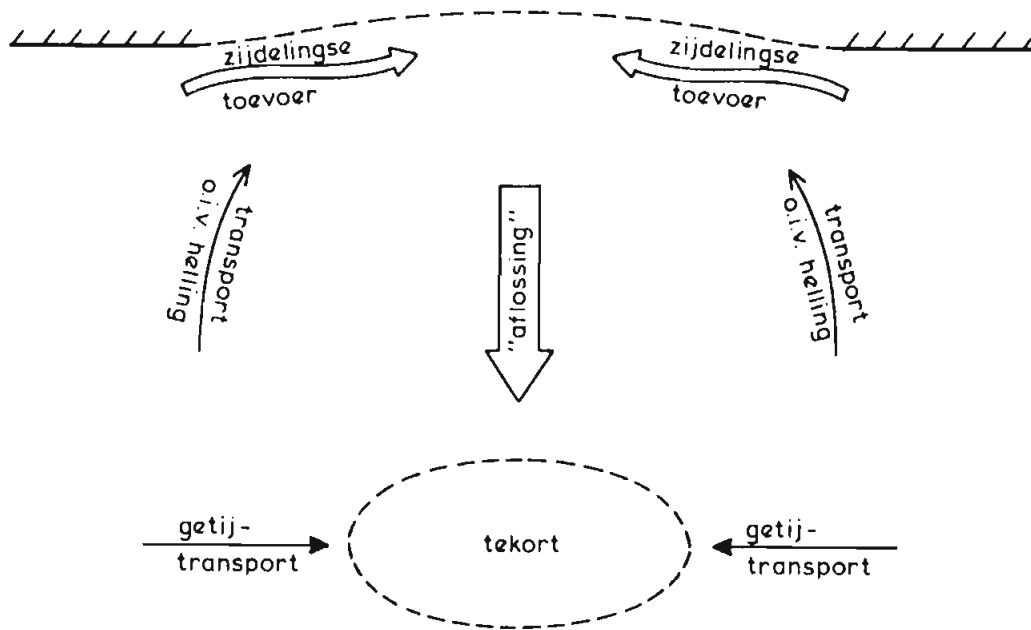 zijdelingse
toevoer
zijdelingse
toevoer
transport
o.i.v. helling
"aflossing"
transport
o.i.v. helling
getij-
transport
tekort
getij-
transport